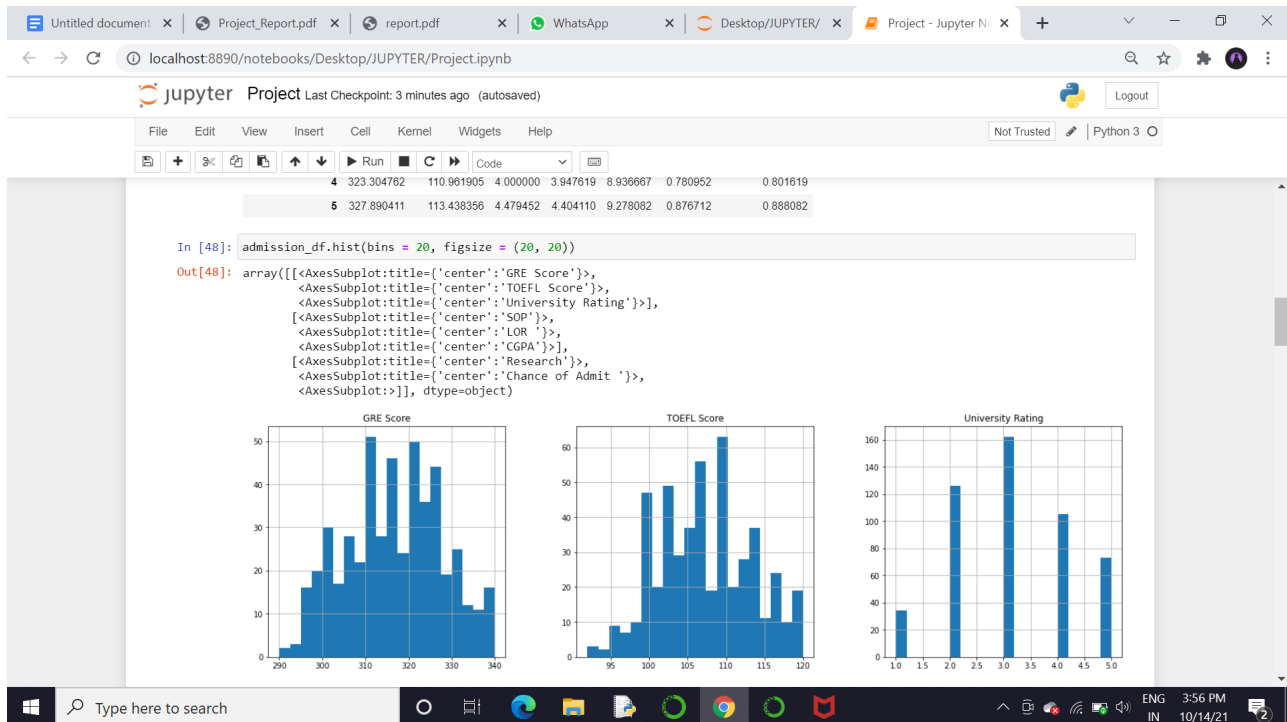 Untitled document
Project_Report.pdf
report.pdf
WhatsApp
Desktop/JUPYTER/
Project - Jupyter No
localhost:8890/notebooks/Desktop/JUPYTER/Project.ipynb
jupyter Project Last Checkpoint: 3 minutes ago (autosaved)
Logout
File Edit View Insert Cell Kernel Widgets Help
Not Trusted Python 3
Run Code
4 323.304762 110.961905 4.000000 3.947619 8.936667 0.780952 0.801619
5 327.890411 113.438356 4.479452 4.404110 9.278082 0.876712 0.888082
In [48]: admission_df.hist(bins = 20, figsize = (20, 20))
Out[48]: array([[<AxesSubplot:title={'center':'GRE Score'}>,
<AxesSubplot:title={'center':'TOEFL Score'}>,
<AxesSubplot:title={'center':'University Rating'}>],
[<AxesSubplot:title={'center':'SOP'}>,
<AxesSubplot:title={'center':'LOR '}>,
<AxesSubplot:title={'center':'CGPA'}>],
[<AxesSubplot:title={'center':'Research'}>,
<AxesSubplot:title={'center':'Chance of Admit '}>,
<AxesSubplot:>]], dtype=object)
GRE Score
50
40
30
20
10
0
290 300 310 320 330 340
TOEFL Score
60
50
40
30
20
10
0
95 100 105 110 115 120
University Rating
160
140
120
100
80
60
40
20
0
1.0 1.5 2.0 2.5 3.0 3.5 4.0 4.5 5.0
Type here to search
ENG
IN
3:56 PM
10/14/21
2